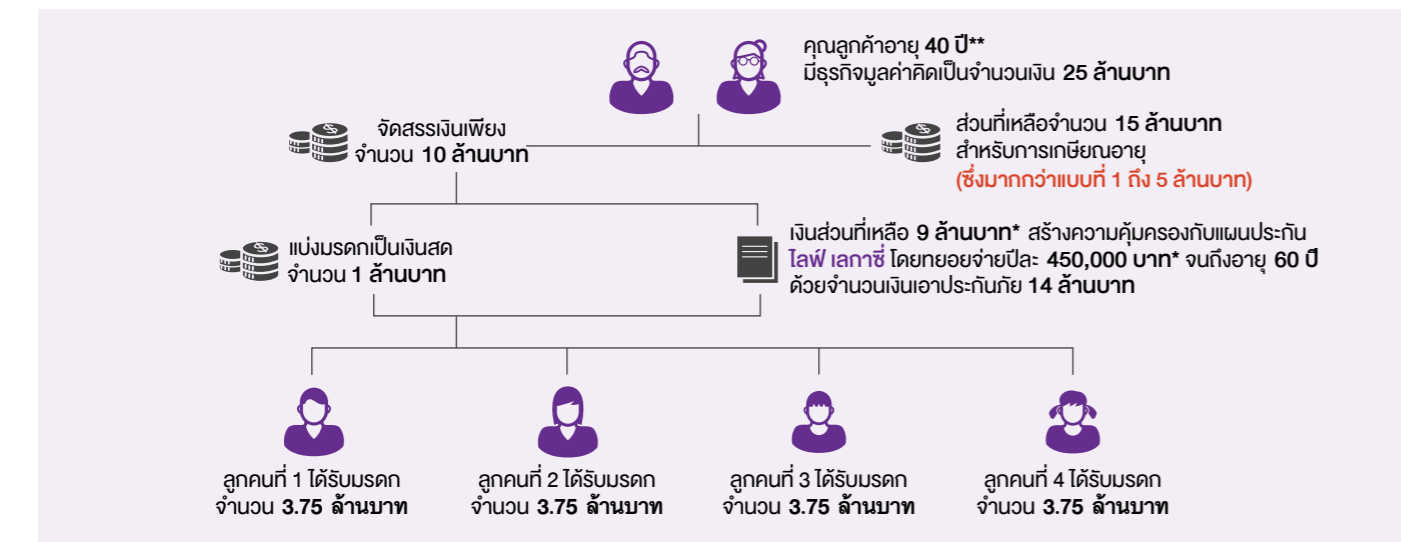 คุณลูกค้าอายุ 40 ปี**
มีธุรกิจมูลค่าคิดเป็นจำนวนเงิน 25 ล้านบาท
จัดสรรเงินเพียง
จำนวน 10 ล้านบาท
ส่วนที่เหลือจำนวน 15 ล้านบาท
สำหรับการเกษียณอายุ
(ซึ่งมากกว่าแบบที่ 1 ถึง 5 ล้านบาท)
แบ่งมรดกเป็นเงินสด
จำนวน 1 ล้านบาท
เงินส่วนที่เหลือ 9 ล้านบาท* สร้างความคุ้มครองกับแผนประกัน
ไลฟ์ เลกาซี่ โดยทยอยจ่ายปีละ 450,000 บาท* จนถึงอายุ 60 ปี
ด้วยจำนวนเงินเอาประกันภัย 14 ล้านบาท
ลูกคนที่ 1 ได้รับมรดก
จำนวน 3.75 ล้านบาท
ลูกคนที่ 2 ได้รับมรดก
จำนวน 3.75 ล้านบาท
ลูกคนที่ 3 ได้รับมรดก
จำนวน 3.75 ล้านบาท
ลูกคนที่ 4 ได้รับมรดก
จำนวน 3.75 ล้านบาท